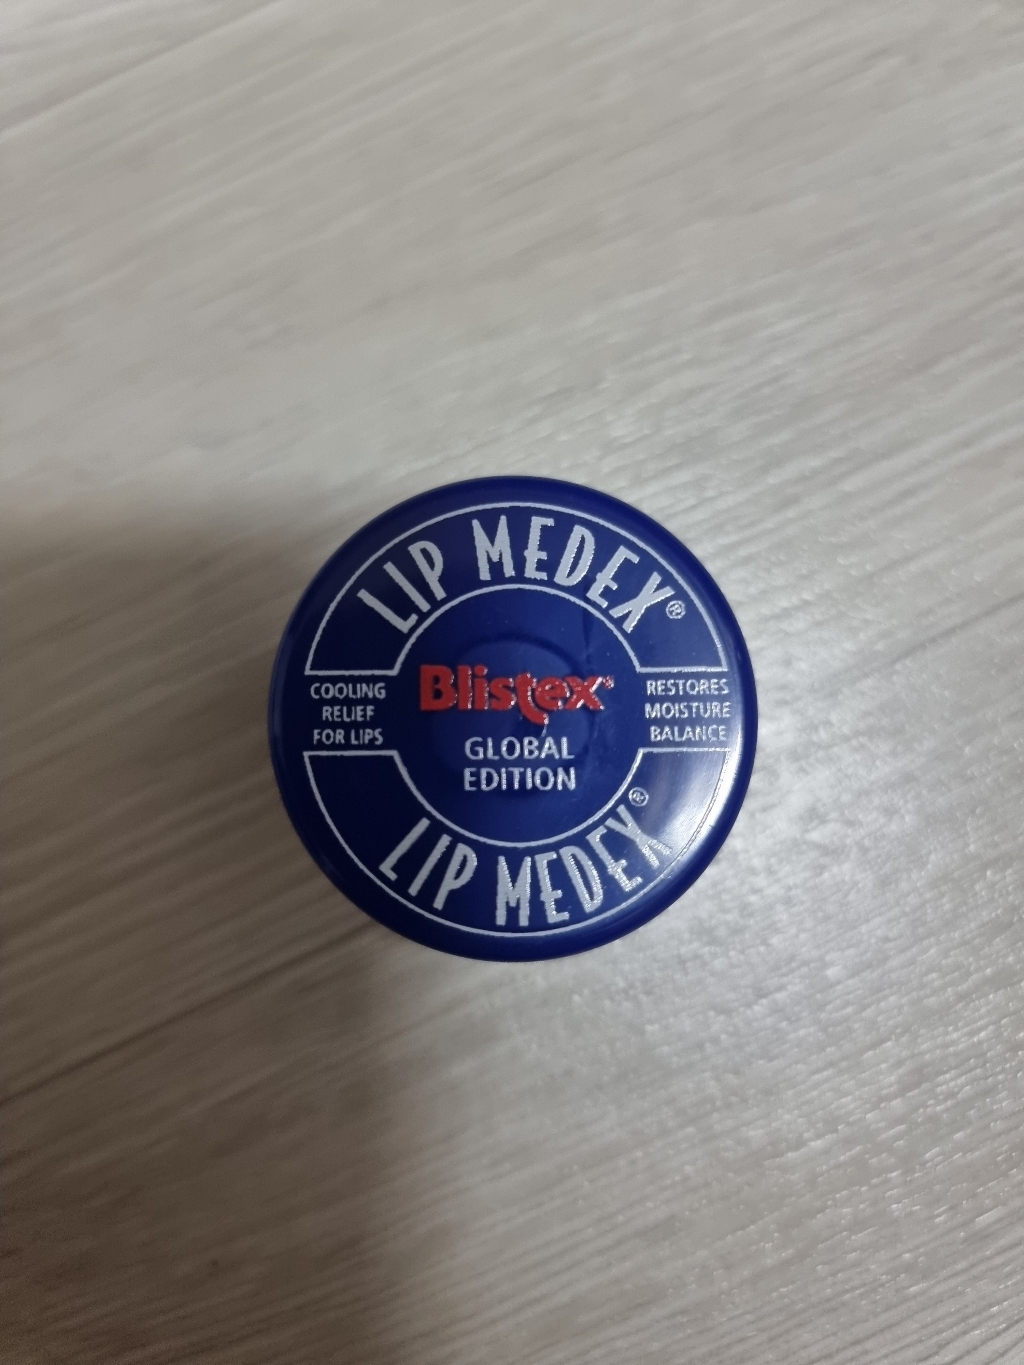 LIP MEDEX®
COOLING
RELIEF
FOR LIPS
Blistex®
GLOBAL
EDITION
RESTORES
MOISTURE
BALANCE
LIP MEDEX®